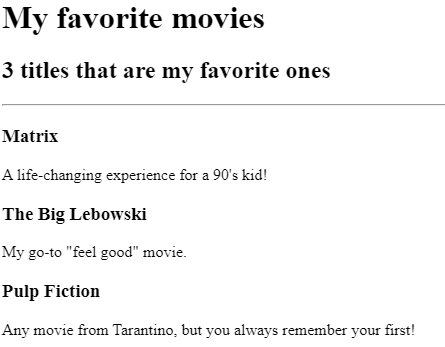 My favorite movies
3 titles that are my favorite ones
Matrix
A life-changing experience for a 90's kid!
The Big Lebowski
My go-to "feel good" movie.
Pulp Fiction
Any movie from Tarantino, but you always remember your first!